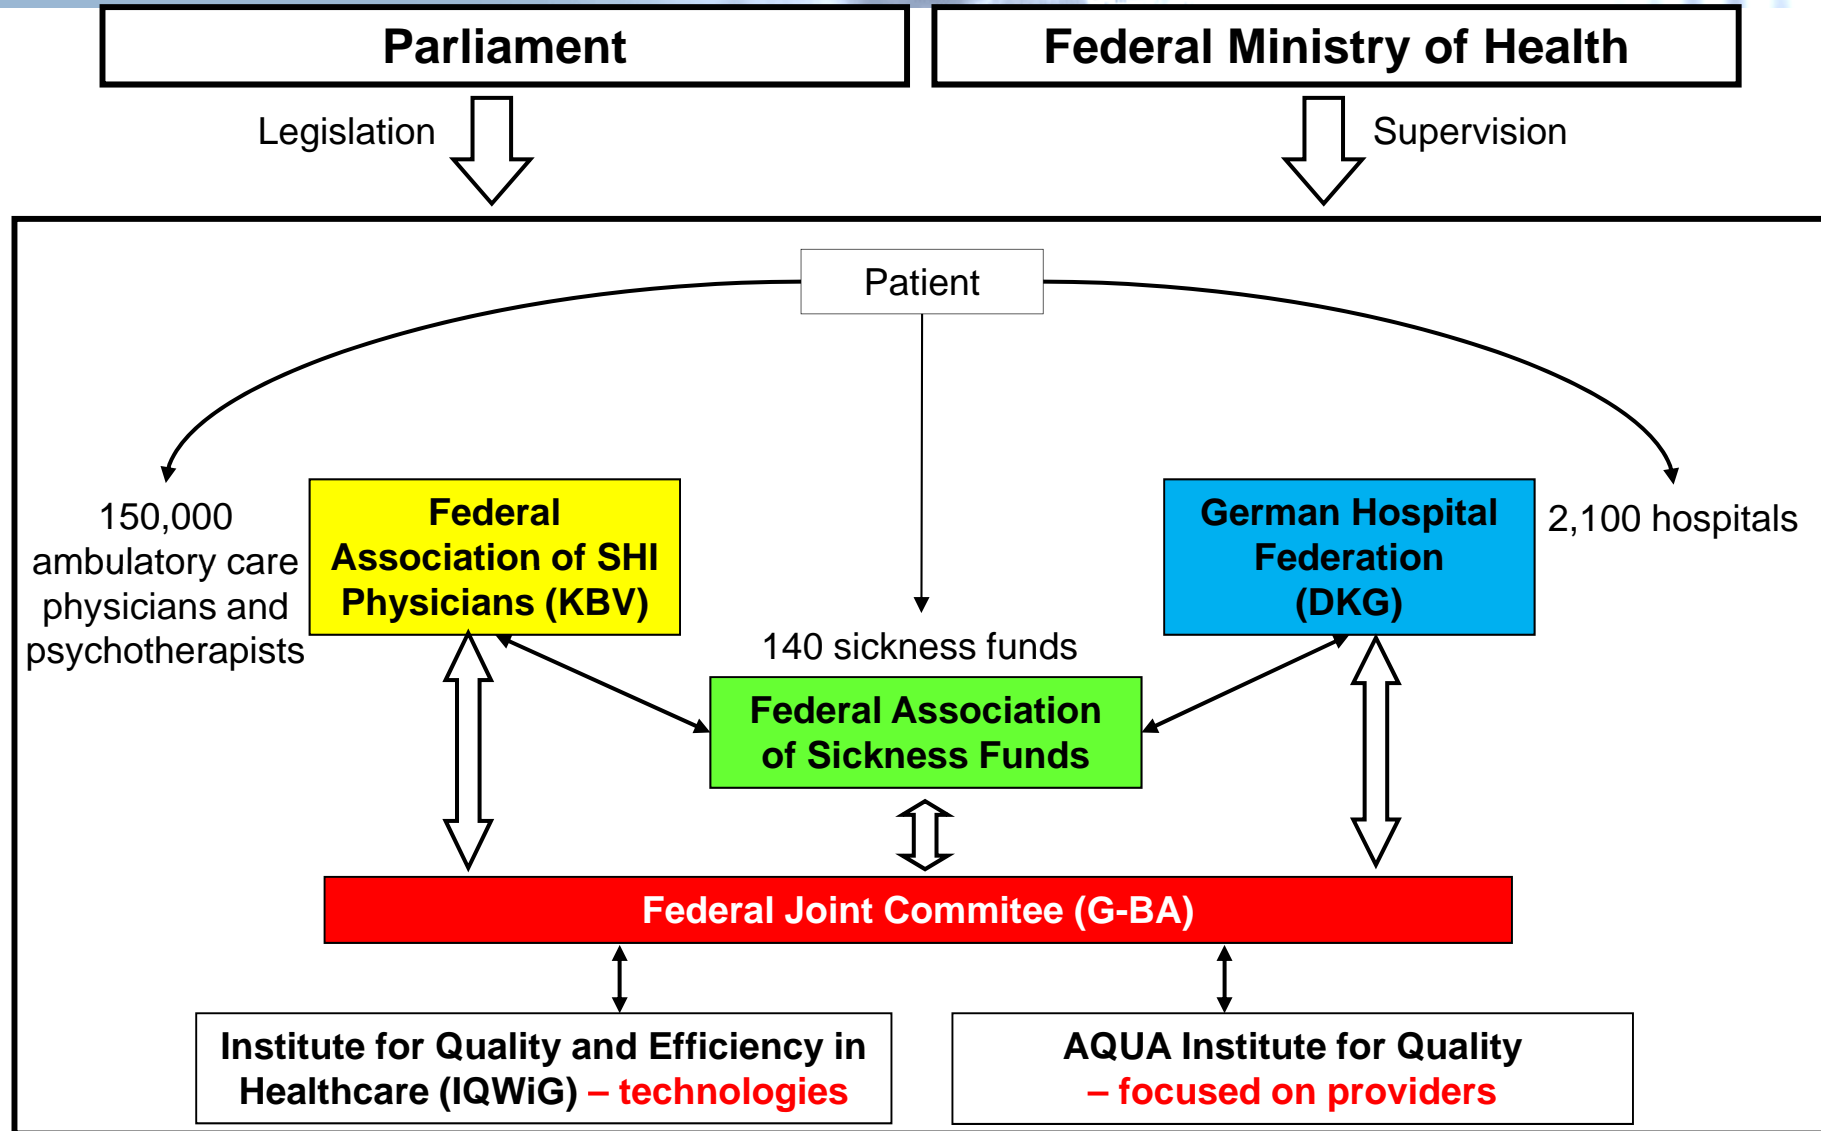 Parliament
Federal Ministry of Health
Legislation
Supervision
Patient
150,000
ambulatory care
physicians and
psychotherapists
Federal
Association of SHI
Physicians (KBV)
German Hospital
Federation
(DKG)
2,100 hospitals
140 sickness funds
Federal Association
of Sickness Funds
Federal Joint Commitee (G-BA)
Institute for Quality and Efficiency in
Healthcare (IQWiG) – technologies
AQUA Institute for Quality
– focused on providers